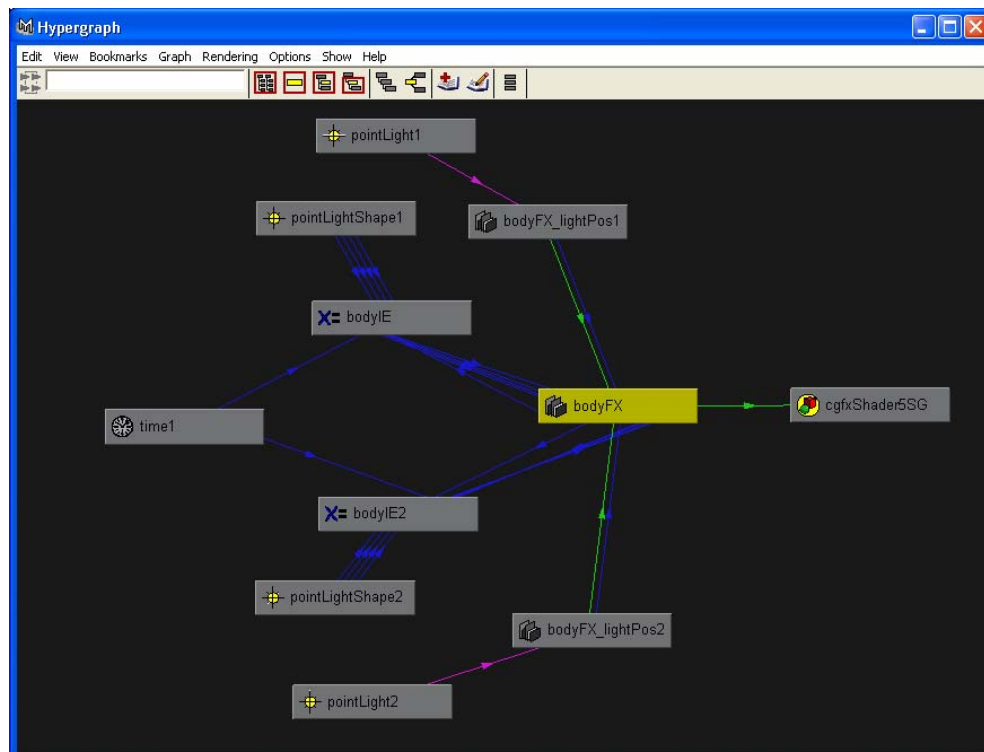 Hypergraph
Edit View Bookmarks Graph Rendering Options Show Help
pointLight1
pointLightShape1
bodyFX_lightPos1
X= bodyIE
bodyFX
cgfxShader5SG
time1
X= bodyIE2
pointLightShape2
bodyFX_lightPos2
pointLight2